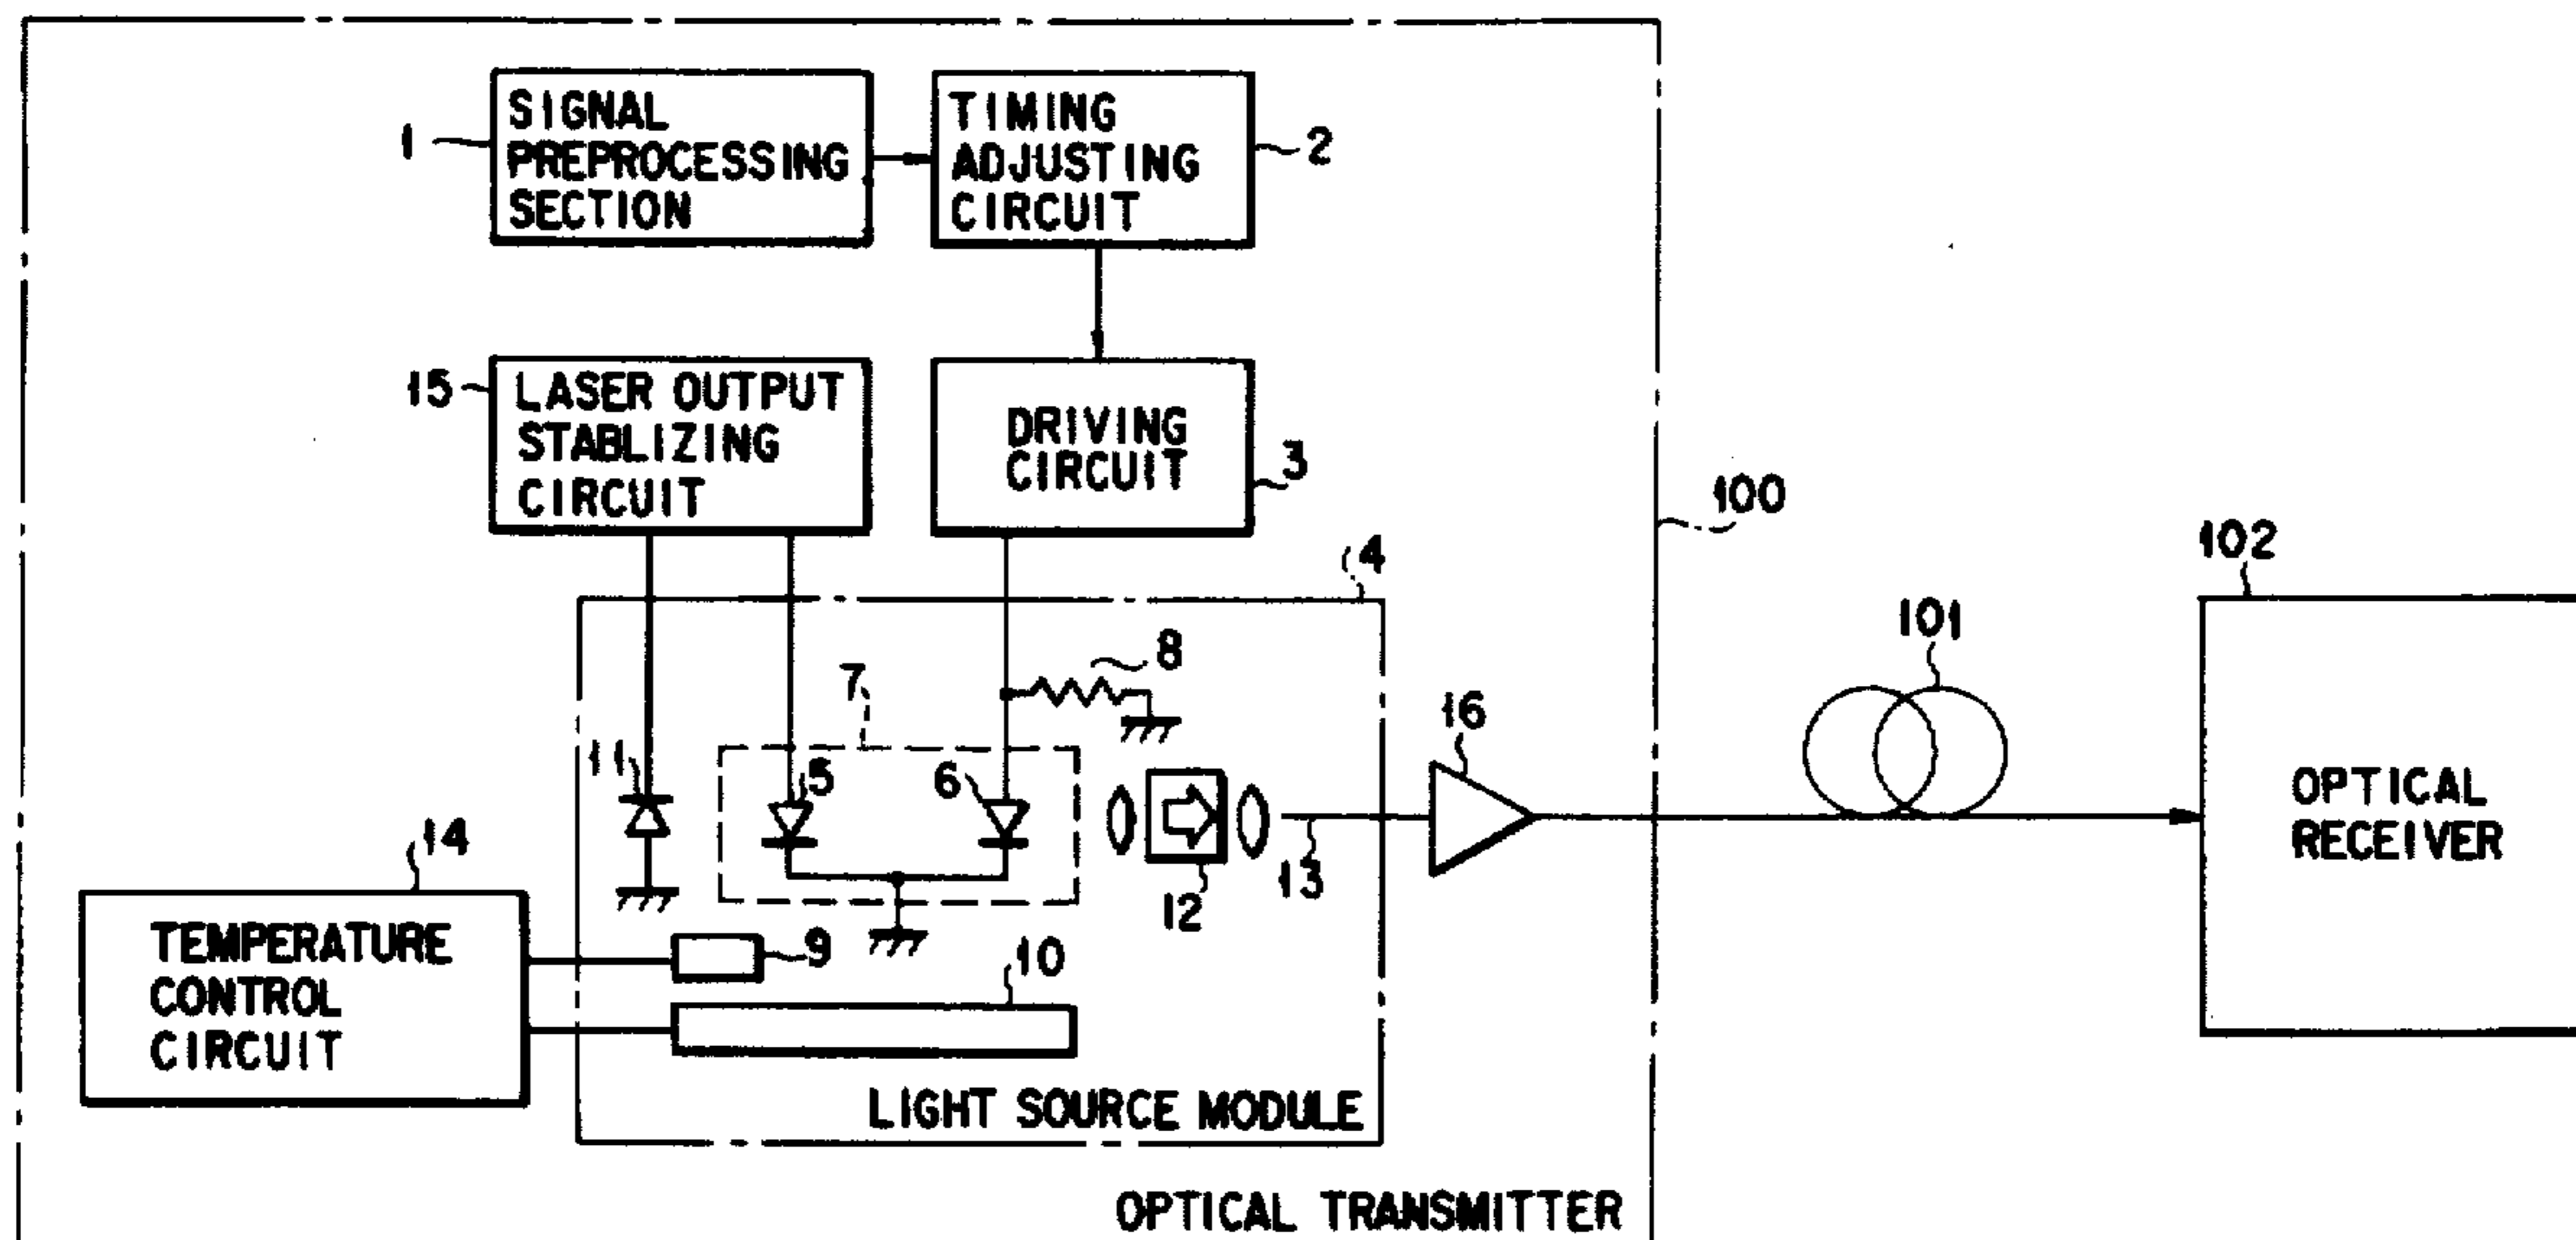 SIGNAL
PREPROCESSING
SECTION
1
TIMING
ADJUSTING
CIRCUIT
2
15
LASER OUTPUT
STABLIZING
CIRCUIT
DRIVING
CIRCUIT
3
100
4
102
101
8
7
16
11
5
6
14
12
13
OPTICAL
RECEIVER
TEMPERATURE
CONTROL
CIRCUIT
9
10
LIGHT SOURCE MODULE
OPTICAL TRANSMITTER